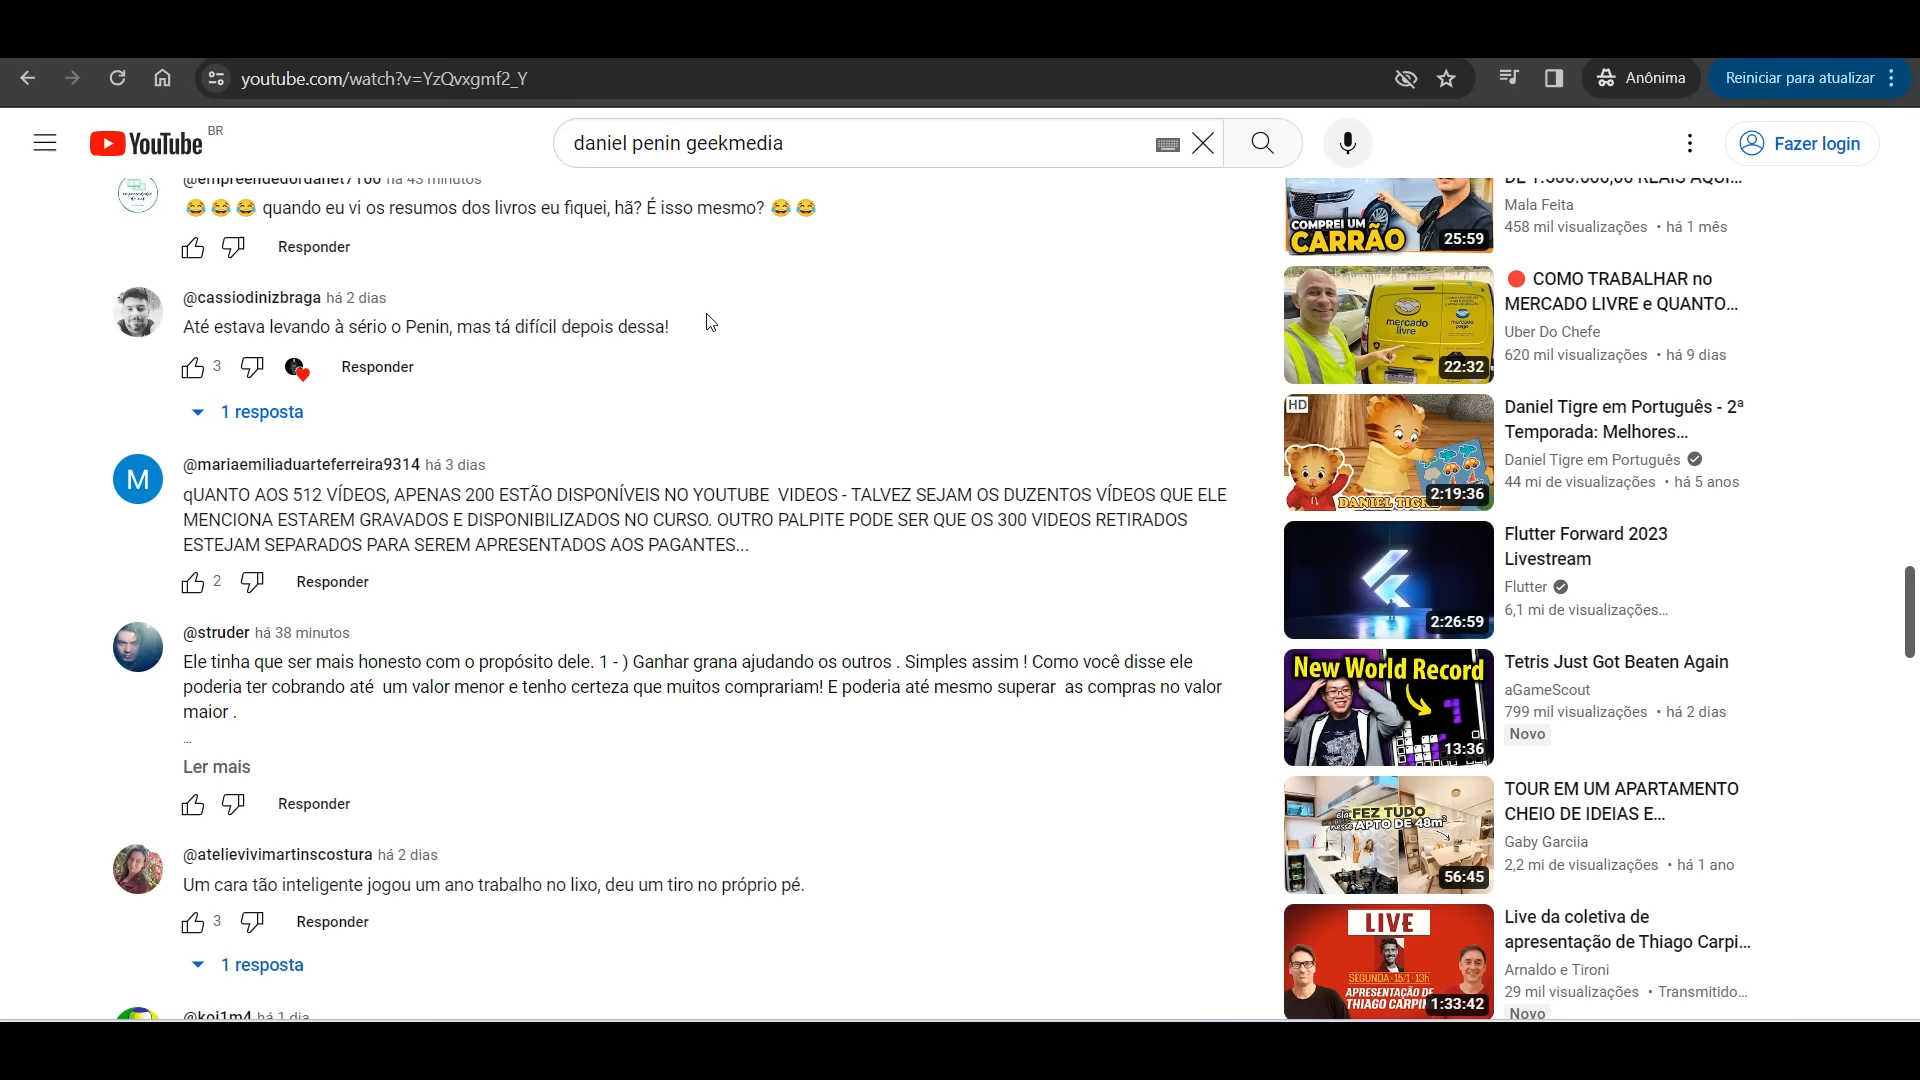 youtube.com/watch?v=YzQvxgmf2_Y
Anônima
Reiniciar para atualizar
YouTube BR
daniel penin geekmedia
Fazer login
há 43 minutos
😂😂😂 quando eu vi os resumos dos livros eu fiquei, hã? É isso mesmo? 😂😂
Responder
@cassiodinizbraga há 2 dias
Até estava levando à sério o Penin, mas tá difícil depois dessa!
3
Responder
1 resposta
M
@mariaemiliaduarteferreira9314 há 3 dias
qUANTO AOS 512 VÍDEOS, APENAS 200 ESTÃO DISPONÍVEIS NO YOUTUBE VIDEOS - TALVEZ SEJAM OS DUZENTOS VÍDEOS QUE ELE
MENCIONA ESTAREM GRAVADOS E DISPONIBILIZADOS NO CURSO. OUTRO PALPITE PODE SER QUE OS 300 VIDEOS RETIRADOS
ESTEJAM SEPARADOS PARA SEREM APRESENTADOS AOS PAGANTES...
2
Responder
@struder há 38 minutos
Ele tinha que ser mais honesto com o propósito dele. 1 - ) Ganhar grana ajudando os outros . Simples assim ! Como você disse ele
poderia ter cobrando até um valor menor e tenho certeza que muitos comprariam! E poderia até mesmo superar as compras no valor
maior .
...
Ler mais
Responder
@atelievivimartinscostura há 2 dias
Um cara tão inteligente jogou um ano trabalho no lixo, deu um tiro no próprio pé.
3
Responder
1 resposta
@koi1m4 há 1 dia
COMPREI UM
CARRÃO
25:59
DE 1.300.000,00 REAIS AQUI...
Mala Feita
458 mil visualizações • há 1 mês
mercado
livre
mercado
pago
22:32
🔴 COMO TRABALHAR no
MERCADO LIVRE e QUANTO...
Uber Do Chefe
620 mil visualizações • há 9 dias
HD
DANIEL TIGRE
2:19:36
Daniel Tigre em Português - 2ª
Temporada: Melhores...
Daniel Tigre em Português
44 mi de visualizações • há 5 anos
2:26:59
Flutter Forward 2023
Livestream
Flutter
6,1 mi de visualizações...
New World Record
13:36
Tetris Just Got Beaten Again
aGameScout
799 mil visualizações • há 2 dias
Novo
ela FEZ TUDO
nesse APTO DE 48m²
56:45
TOUR EM UM APARTAMENTO
CHEIO DE IDEIAS E...
Gaby Garciia
2,2 mi de visualizações • há 1 ano
LIVE
SEGUNDA-15/1-13h
APRESENTAÇÃO DE
THIAGO CARPI
1:33:42
Live da coletiva de
apresentação de Thiago Carpi...
Arnaldo e Tironi
29 mil visualizações • Transmitido...
Novo